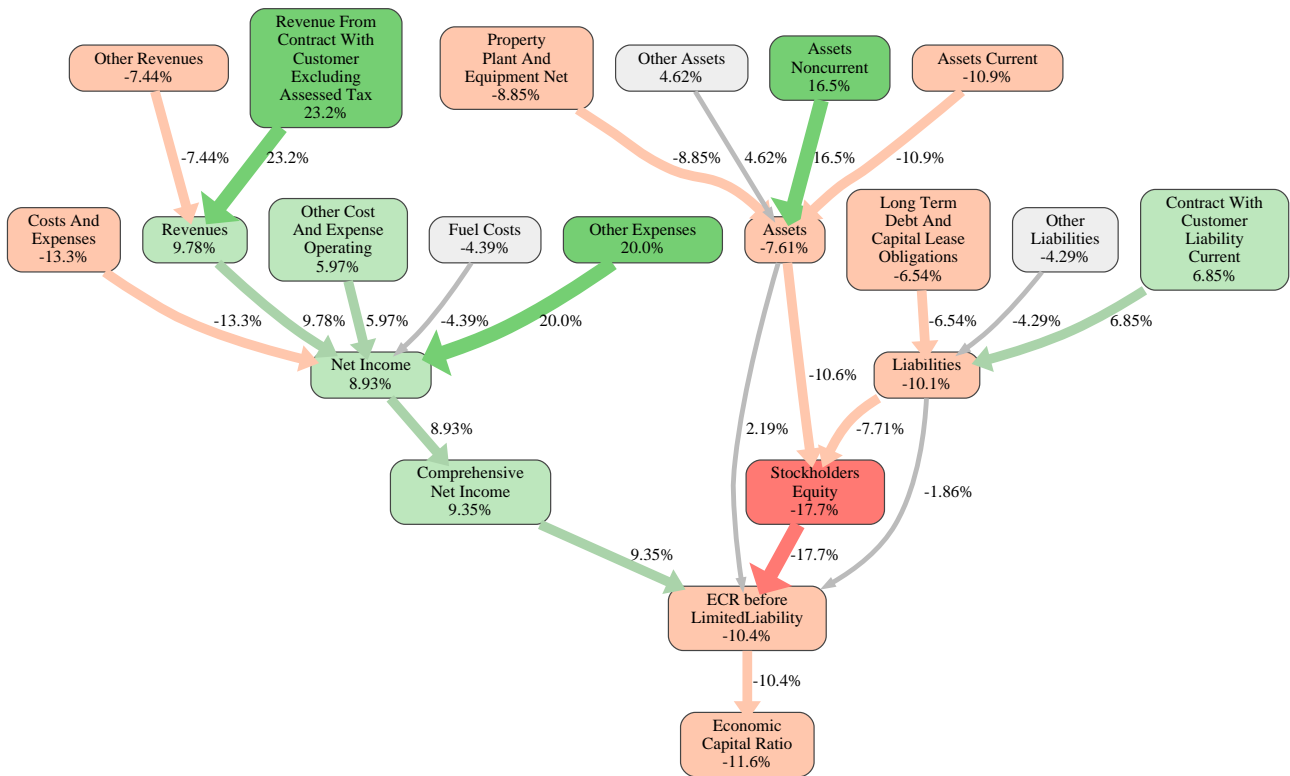 Other Revenues
-7.44%
Revenue From
Contract With
Customer
Excluding
Assessed Tax
23.2%
Property
Plant And
Equipment Net
-8.85%
Other Assets
4.62%
Assets
Noncurrent
16.5%
Assets Current
-10.9%
-7.44%
23.2%
-8.85%
4.62%
16.5%
-10.9%
Costs And
Expenses
-13.3%
Revenues
9.78%
Other Cost
And Expense
Operating
5.97%
Fuel Costs
-4.39%
Other Expenses
20.0%
Assets
-7.61%
Long Term
Debt And
Capital Lease
Obligations
-6.54%
Other
Liabilities
-4.29%
Contract With
Customer
Liability
Current
6.85%
-13.3%
9.78%
5.97%
-4.39%
20.0%
-6.54%
-4.29%
6.85%
Net Income
8.93%
-10.6%
Liabilities
-10.1%
8.93%
2.19%
-7.71%
Comprehensive
Net Income
9.35%
Stockholders
Equity
-17.7%
-1.86%
9.35%
-17.7%
ECR before
LimitedLiability
-10.4%
-10.4%
Economic
Capital Ratio
-11.6%